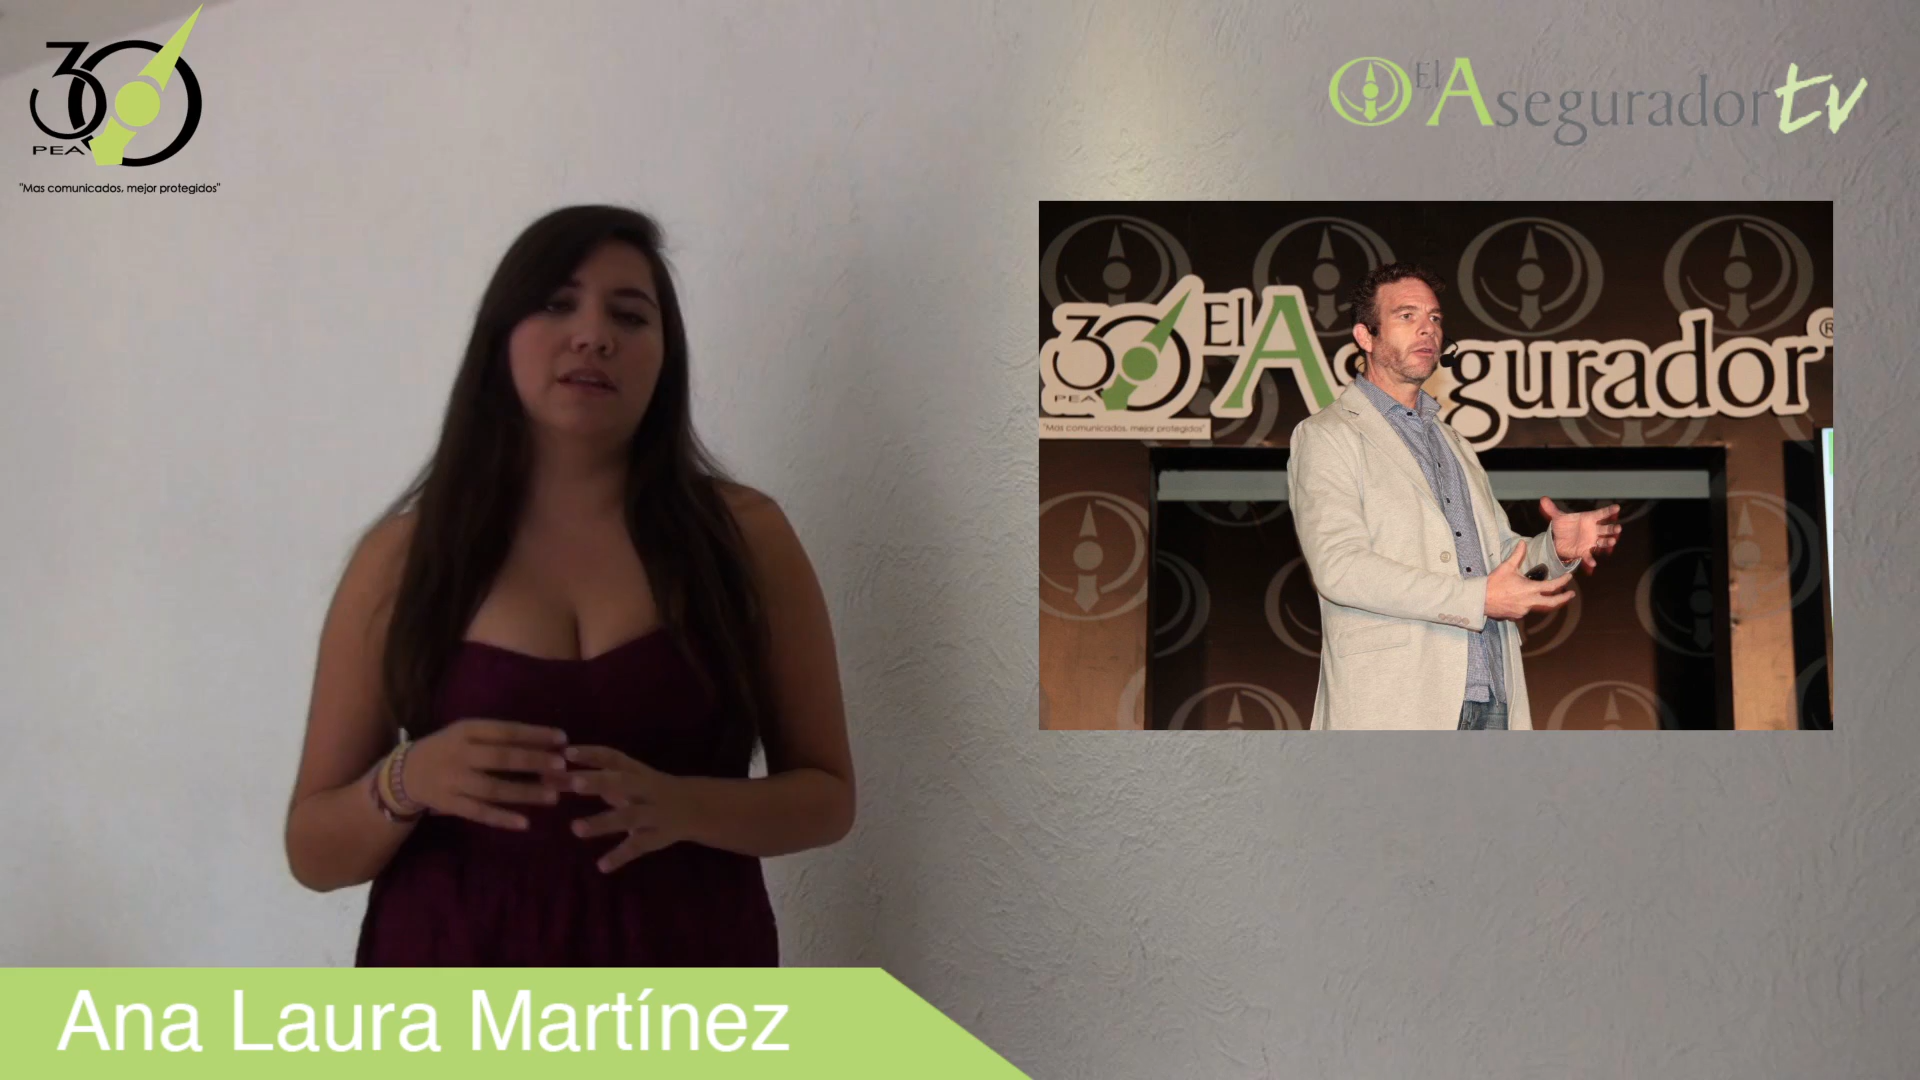 30
PEA
"Mas comunicados, mejor protegidos"
El Asegurador tv
30 El Asegurador ®
PEA
"Mas comunicados, mejor protegidos"
Ana Laura Martínez